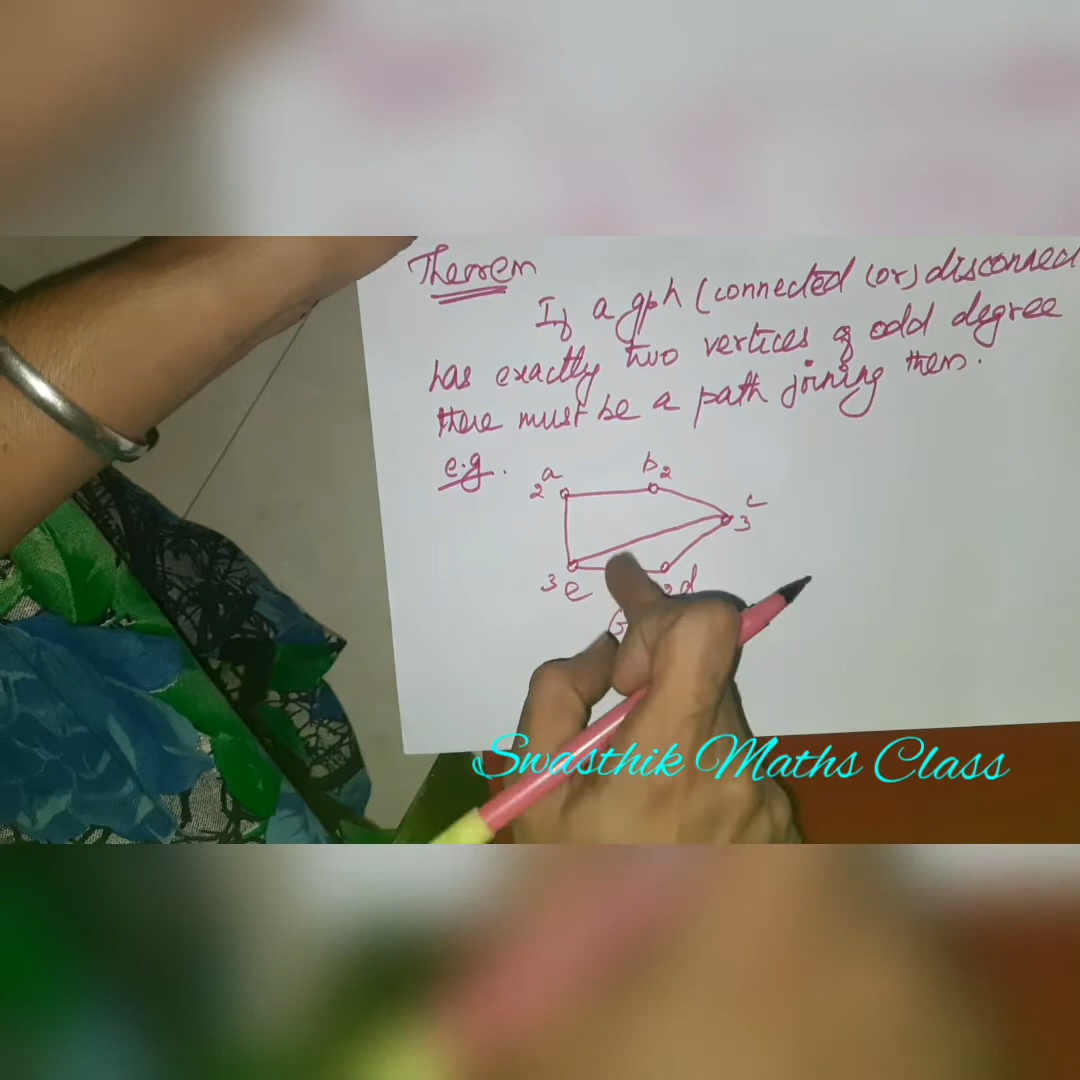 Theorem
If a gph (connected (or) disconnec
has exactly two vertices of odd degree
there must be a path joining them.
e.g.
a b 2
2
c
3
3 e d
G
Swasthik Maths Class